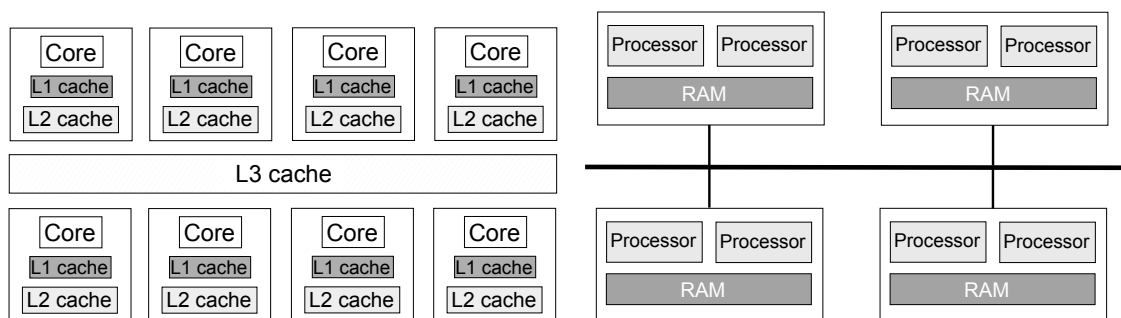 Core Core Core Core
L1 cache L1 cache L1 cache L1 cache
L2 cache L2 cache L2 cache L2 cache
L3 cache
Core Core Core Core
L1 cache L1 cache L1 cache L1 cache
L2 cache L2 cache L2 cache L2 cache
Processor Processor Processor Processor
RAM RAM
Processor Processor Processor Processor
RAM RAM